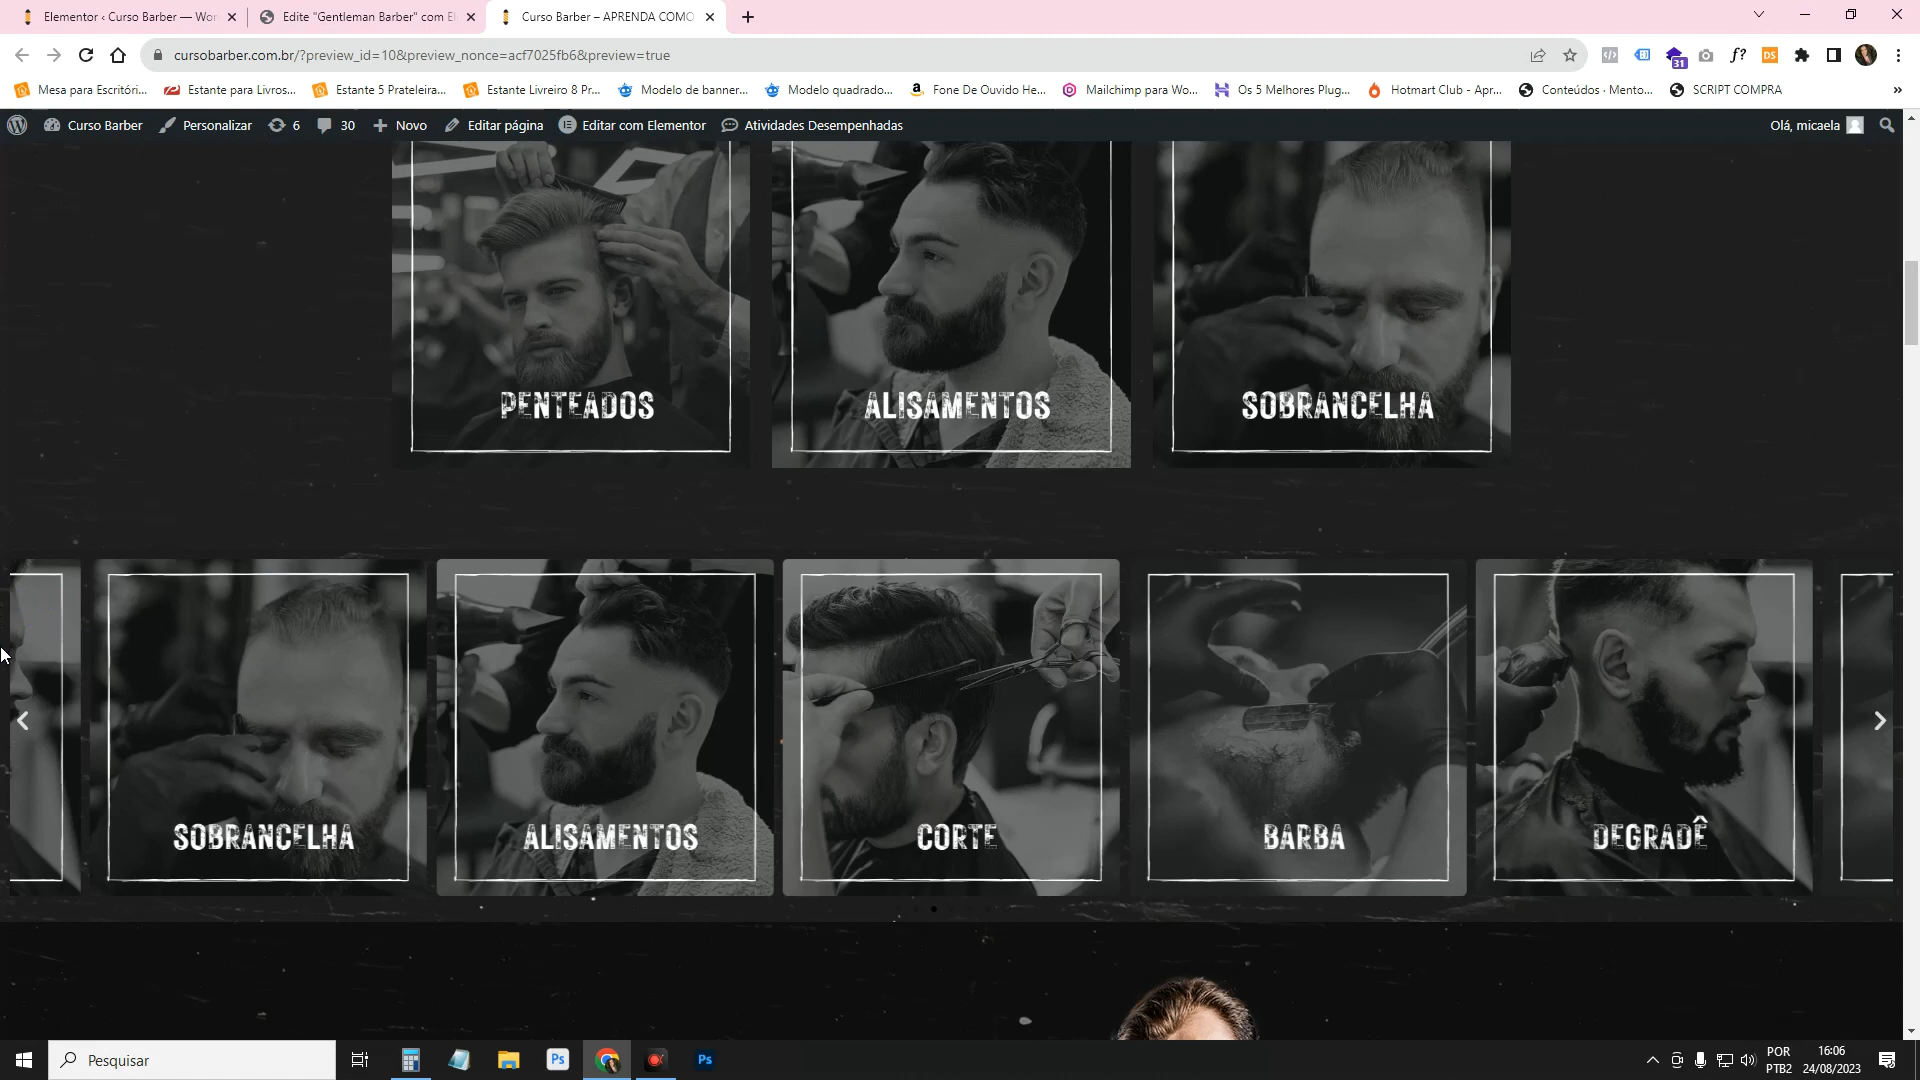 Elementor ‹ Curso Barber — Wor
Edite "Gentleman Barber" com El
Curso Barber – APRENDA COMO
cursobarber.com.br/?preview_id=10&preview_nonce=acf7025fb6&preview=true
31
f?
DS
Mesa para Escritóri...
Estante para Livros...
Estante 5 Prateleira...
Estante Livreiro 8 Pr...
Modelo de banner...
Modelo quadrado...
Fone De Ouvido He...
Mailchimp para Wo...
Os 5 Melhores Plug...
Hotmart Club - Apr...
Conteúdos · Mento...
SCRIPT COMPRA
»
Curso Barber
Personalizar
6
30
Novo
Editar página
Editar com Elementor
Atividades Desempenhadas
Olá, micaela
PENTEADOS
ALISAMENTOS
SOBRANCELHA
SOBRANCELHA
ALISAMENTOS
CORTE
BARBA
DEGRADÊ
Pesquisar
Ps
Ps
POR
PTB2
16:06
24/08/2023